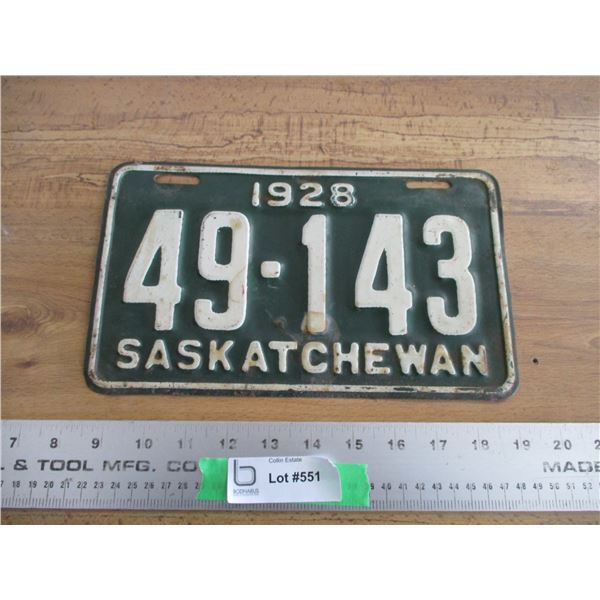 1928
49-143
SASKATCHEWAN
7 8 9 10 11 12 13 14 15 16 17 18 19 20
L & TOOL MFG. CO
MADE
Collin Estate
b
BODNARUS
Lot #551